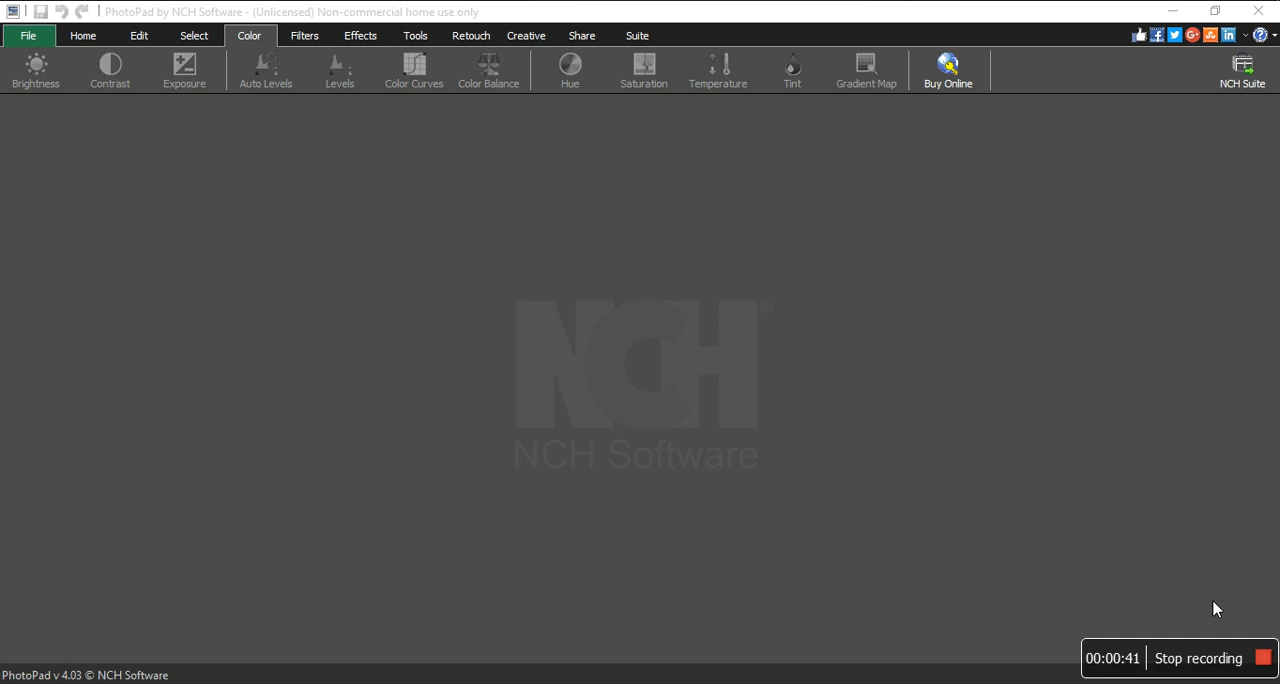 PhotoPad by NCH Software - (Unlicensed) Non-commercial home use only
File Home Edit Select Color Filters Effects Tools Retouch Creative Share Suite
Brightness Contrast Exposure Auto Levels Levels Color Curves Color Balance Hue Saturation Temperature Tint Gradient Map Buy Online NCH Suite
NCH®
NCH Software
00:00:41 Stop recording
PhotoPad v 4.03 © NCH Software